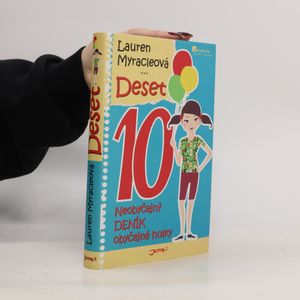 Lauren
Myracleová
...
Deset
10
Neobyčejný
DENÍK
obyčejné holky
Lauren Myracleová
Deset